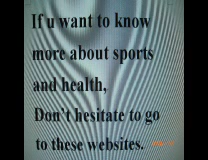 If u want to know
more about sports
and health,
Don't hesitate to go
to these websites.